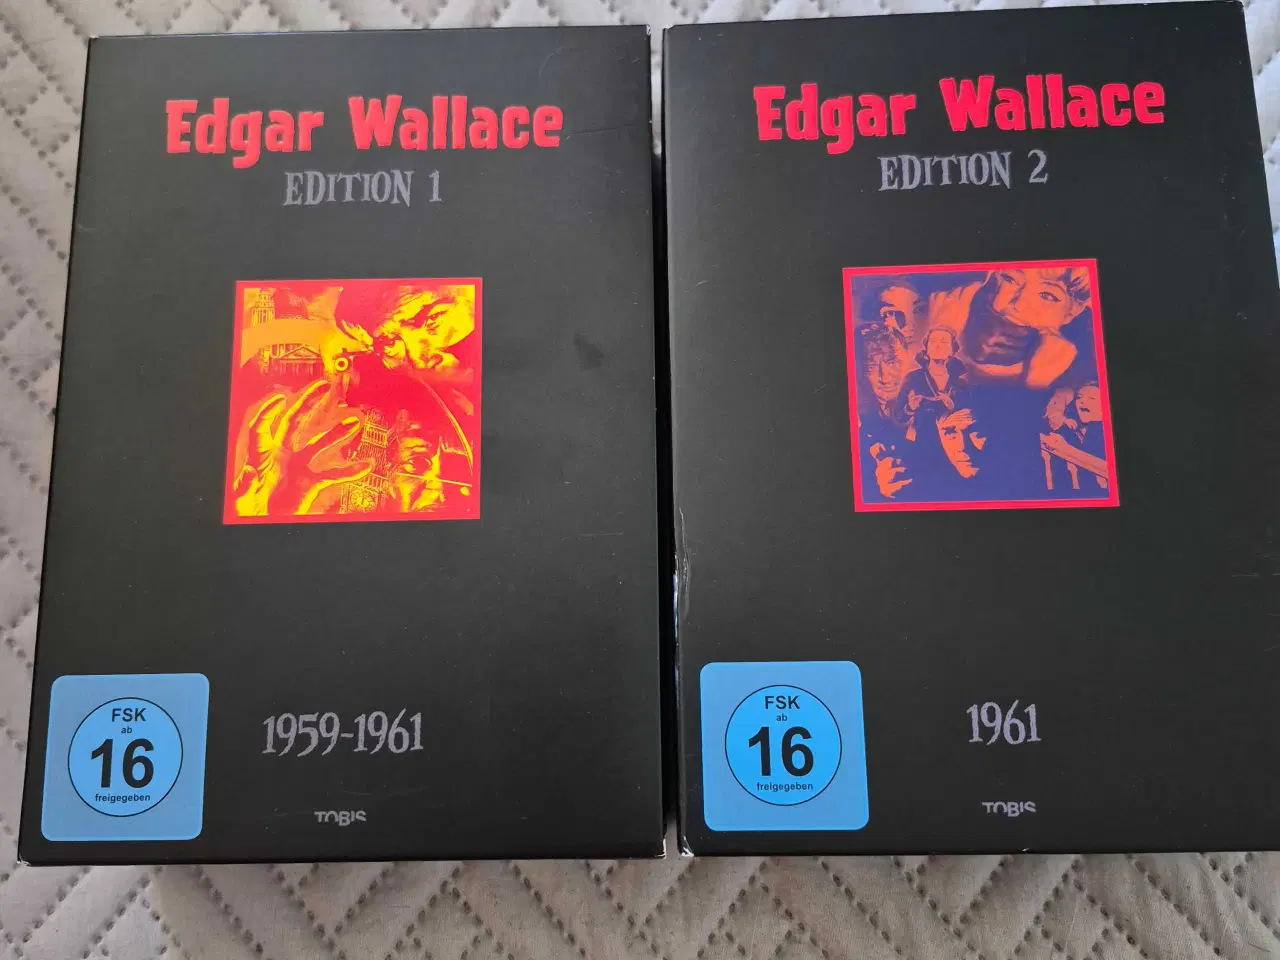 Edgar Wallace
EDITION 1
1959-1961
FSK
ab
16
freigegeben
TOBIS
Edgar Wallace
EDITION 2
1961
FSK
ab
16
freigegeben
TOBIS